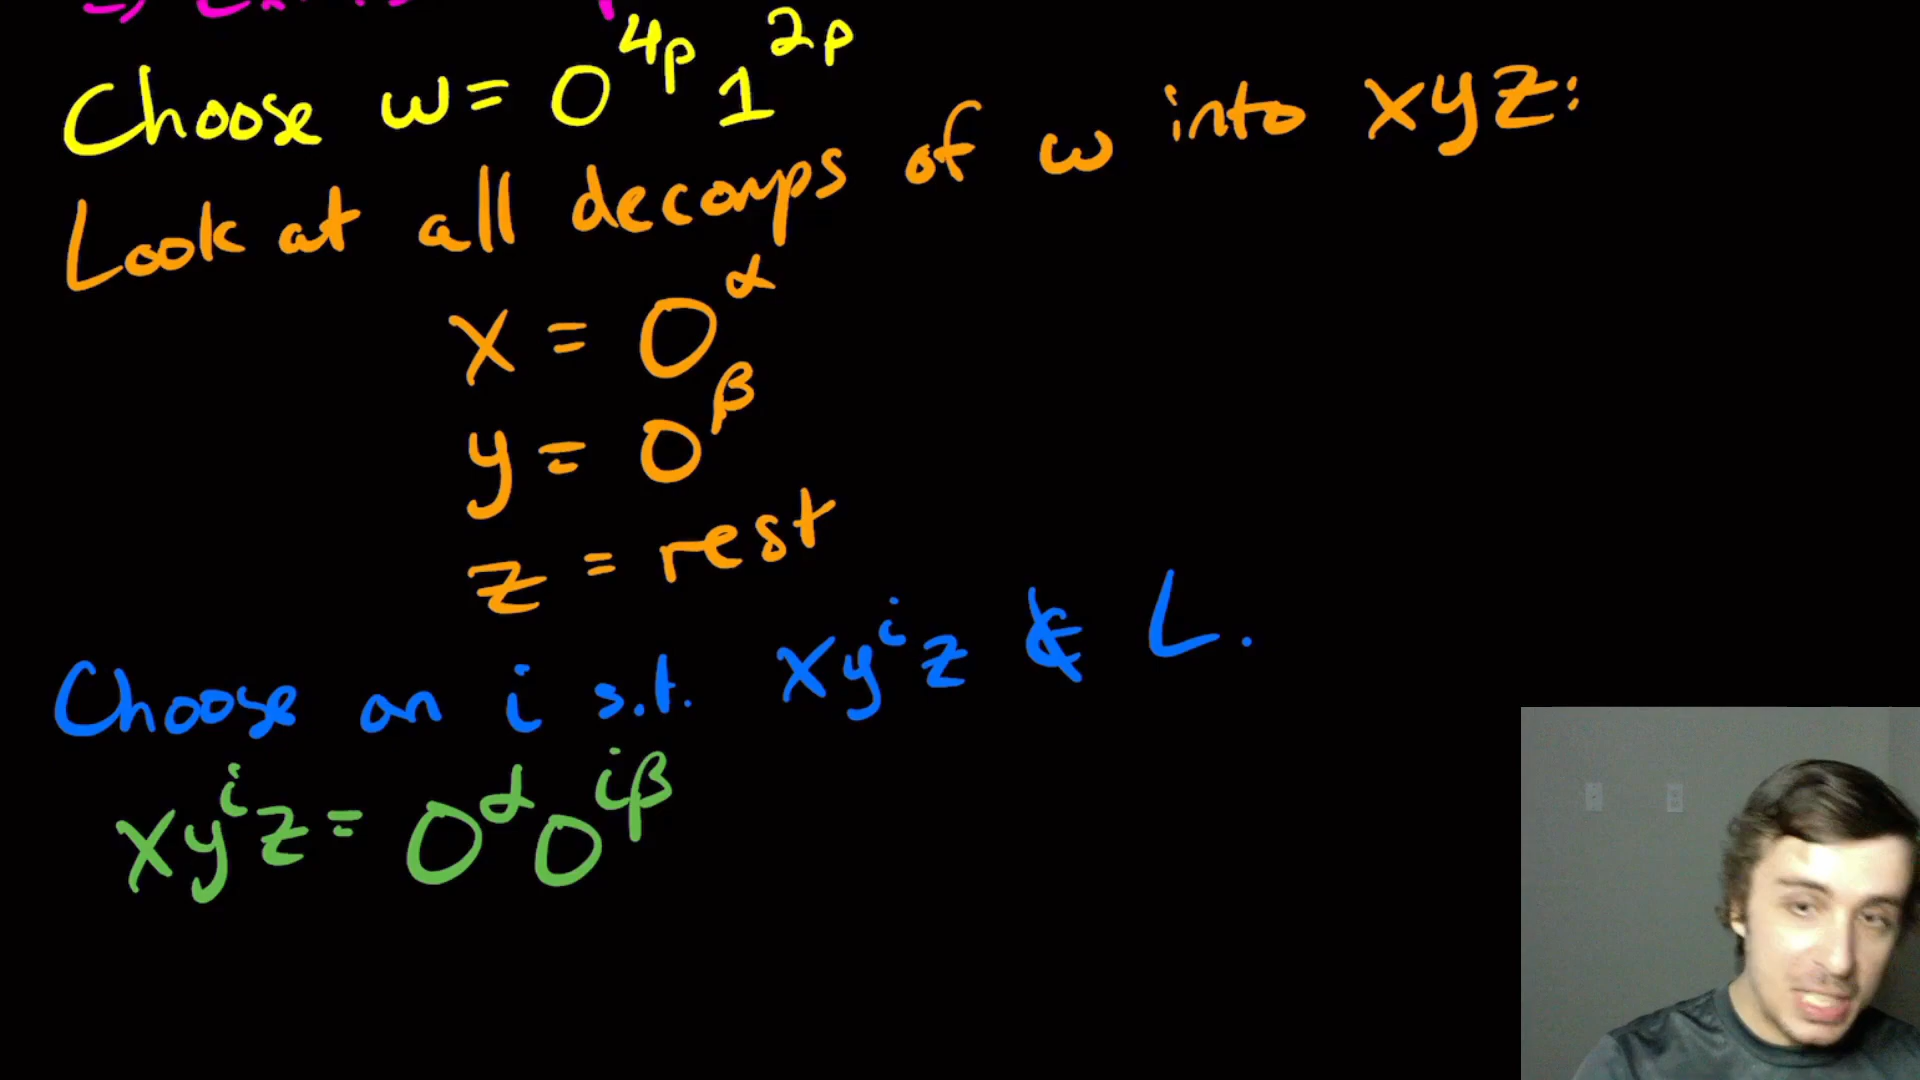 Choose w = 0^{4p} 1^{2p}
Look at all decomps of w into xyz:
x = 0^α
y = 0^β
z = rest
Choose an i s.t. xy^i z ∉ L.
xy^i z = 0^α 0^{iβ}